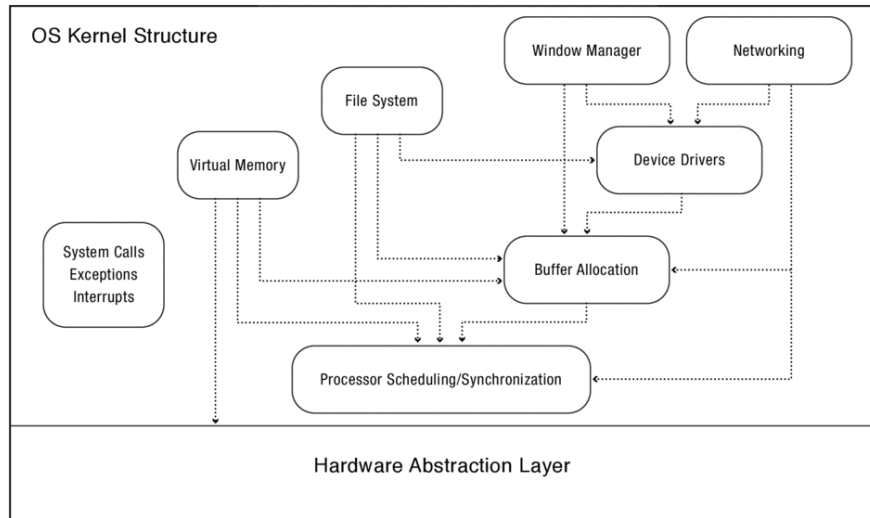 OS Kernel Structure
Window Manager
Networking
File System
Virtual Memory
Device Drivers
System Calls
Exceptions
Interrupts
Buffer Allocation
Processor Scheduling/Synchronization
Hardware Abstraction Layer